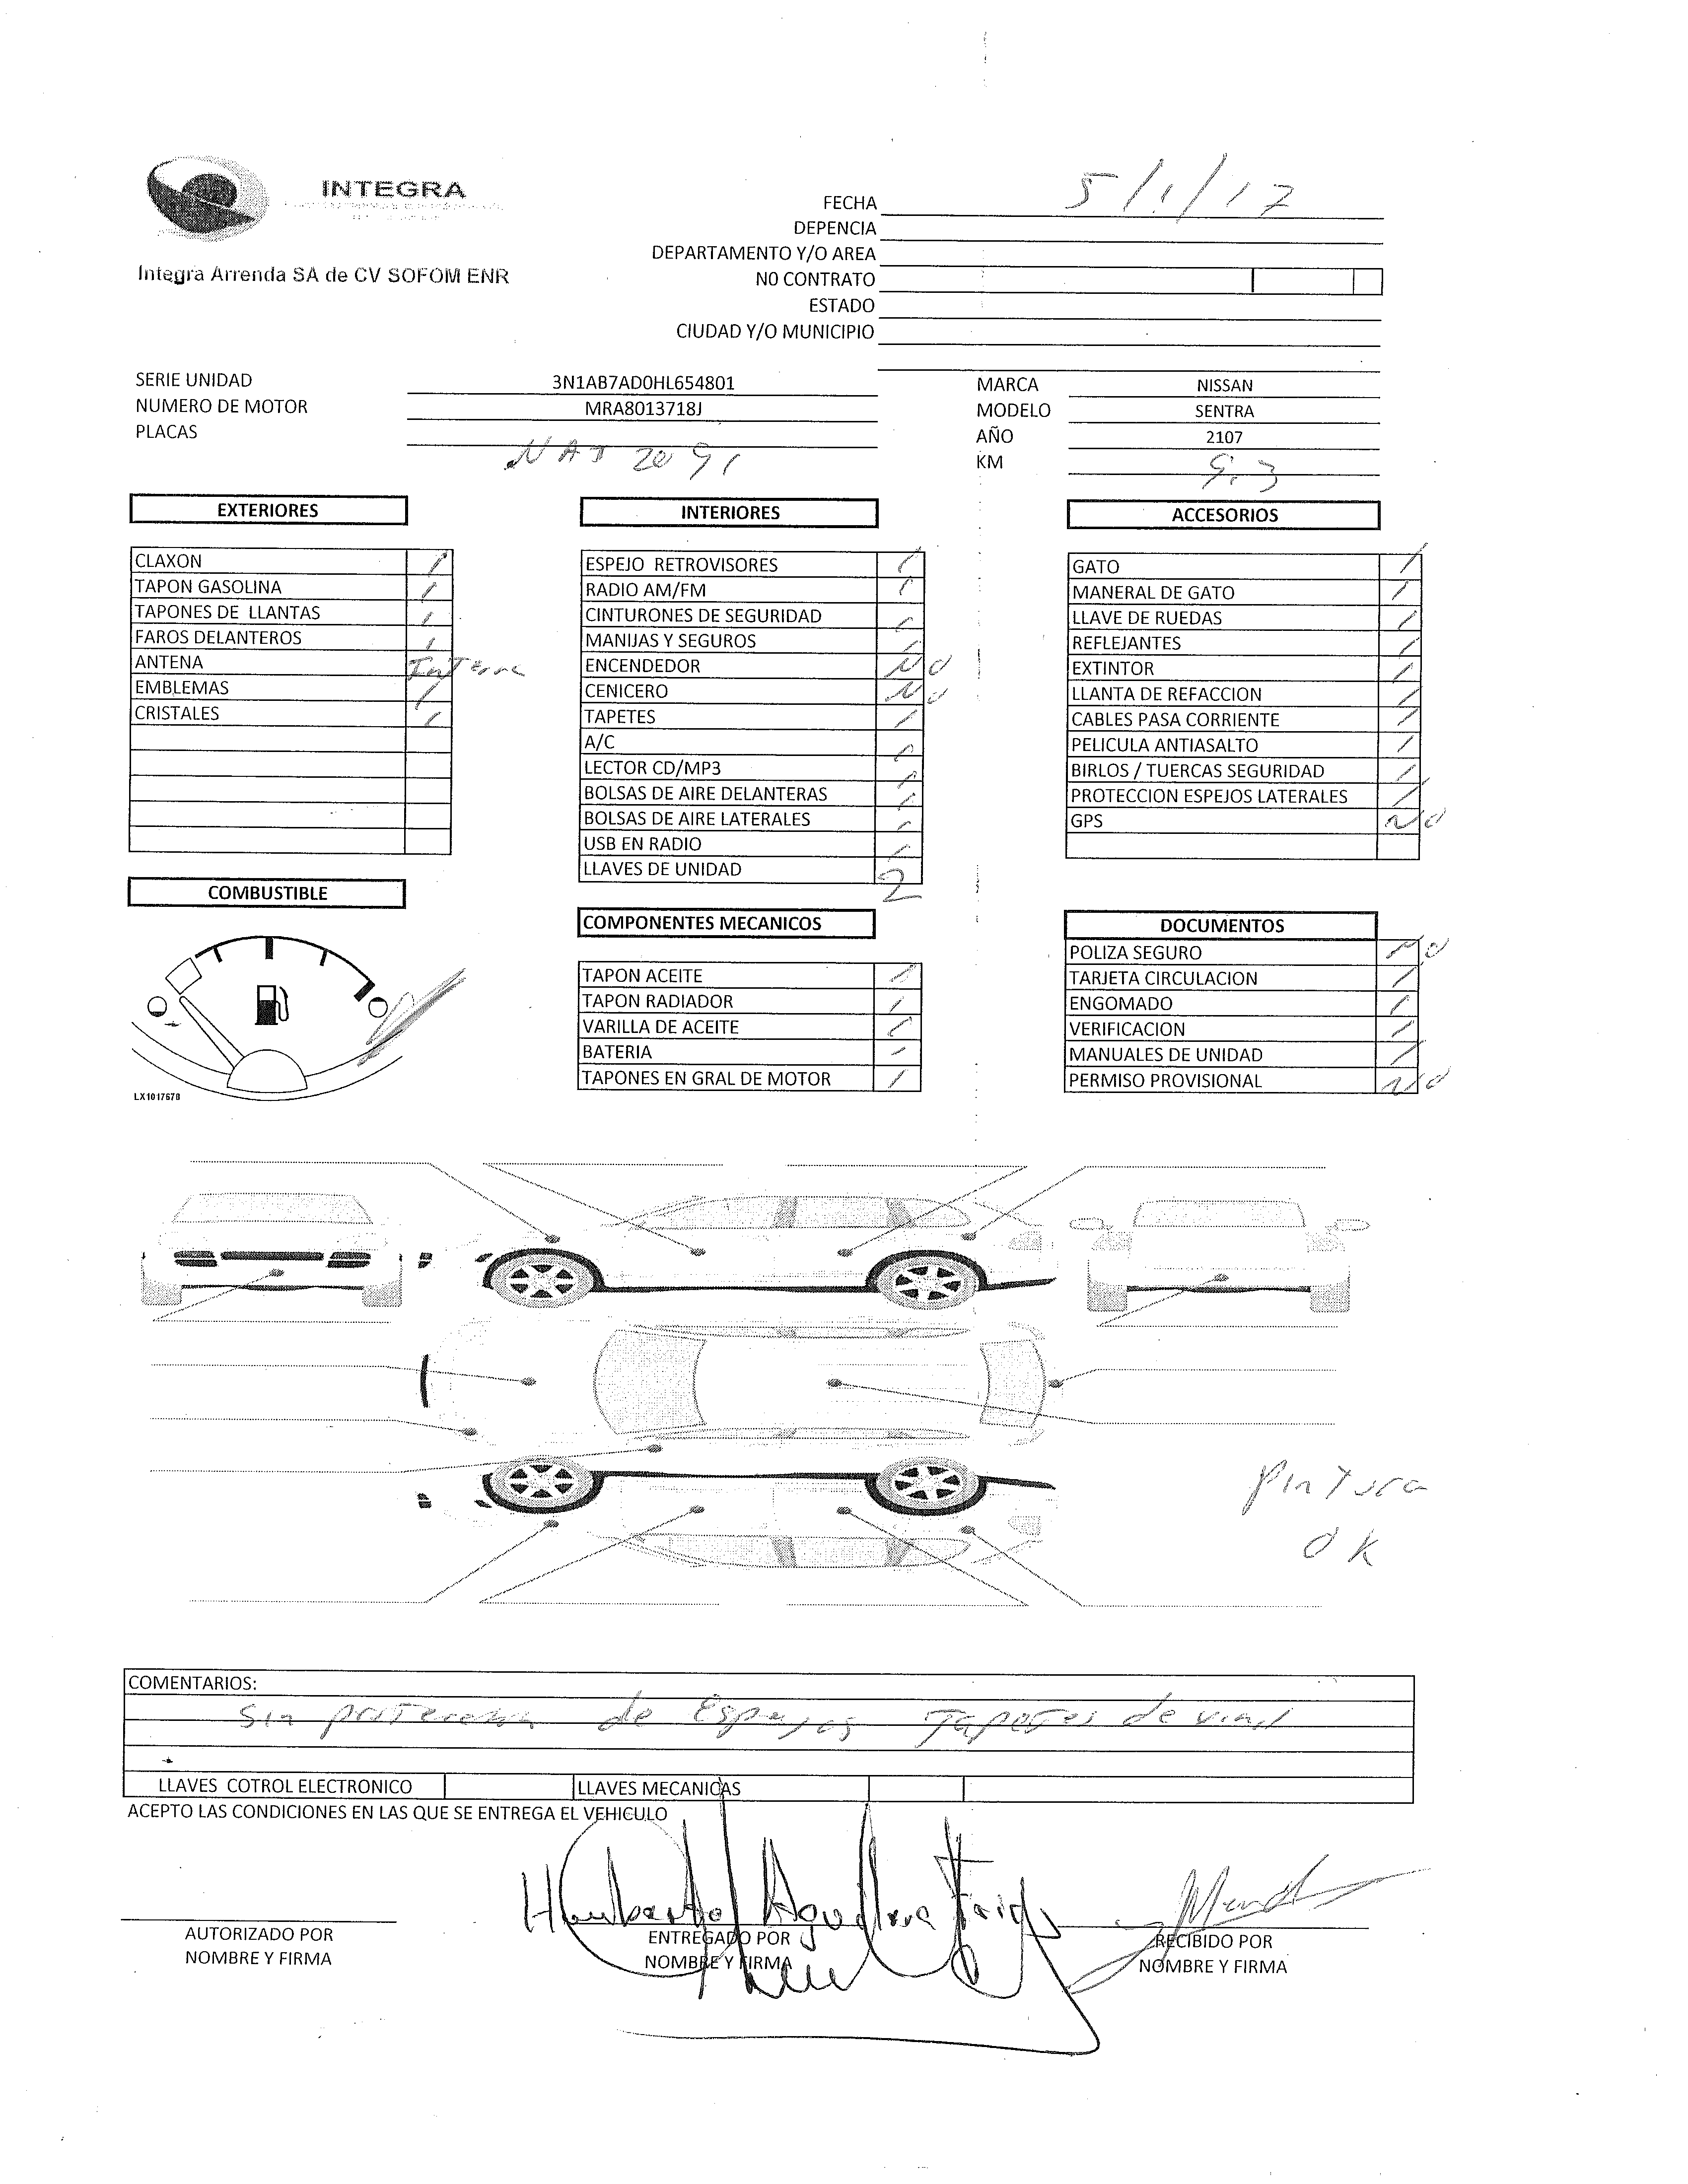 INTEGRA
Integra Arrenda SA de CV SOFOM ENR
FECHA 5/1/17
DEPENCIA
DEPARTAMENTO Y/O AREA
N0 CONTRATO
ESTADO
CIUDAD Y/O MUNICIPIO
SERIE UNIDAD 3N1AB7AD0HL654801
NUMERO DE MOTOR MRA8013718J
PLACAS
MARCA NISSAN
MODELO SENTRA
AÑO 2107
KM 9.3
EXTERIORES
CLAXON /
TAPON GASOLINA /
TAPONES DE LLANTAS /
FAROS DELANTEROS /
ANTENA
EMBLEMAS /
CRISTALES /
INTERIORES
ESPEJO RETROVISORES /
RADIO AM/FM /
CINTURONES DE SEGURIDAD /
MANIJAS Y SEGUROS /
ENCENDEDOR NO
CENICERO NO
TAPETES /
A/C /
LECTOR CD/MP3 /
BOLSAS DE AIRE DELANTERAS /
BOLSAS DE AIRE LATERALES /
USB EN RADIO /
LLAVES DE UNIDAD 2
ACCESORIOS
GATO /
MANERAL DE GATO /
LLAVE DE RUEDAS /
REFLEJANTES /
EXTINTOR /
LLANTA DE REFACCION /
CABLES PASA CORRIENTE /
PELICULA ANTIASALTO /
BIRLOS / TUERCAS SEGURIDAD /
PROTECCION ESPEJOS LATERALES /
GPS NO
COMBUSTIBLE
LX1017678
COMPONENTES MECANICOS
TAPON ACEITE /
TAPON RADIADOR /
VARILLA DE ACEITE /
BATERIA /
TAPONES EN GRAL DE MOTOR /
DOCUMENTOS
POLIZA SEGURO NO
TARJETA CIRCULACION /
ENGOMADO /
VERIFICACION /
MANUALES DE UNIDAD /
PERMISO PROVISIONAL NO
Pintura
OK
COMENTARIOS:
Sin proteccion de Espejos Tapetes de vinil
LLAVES COTROL ELECTRONICO LLAVES MECANICAS
ACEPTO LAS CONDICIONES EN LAS QUE SE ENTREGA EL VEHICULO
Humberto Aguilera
AUTORIZADO POR
NOMBRE Y FIRMA
ENTREGADO POR
NOMBRE Y FIRMA
RECIBIDO POR
NOMBRE Y FIRMA